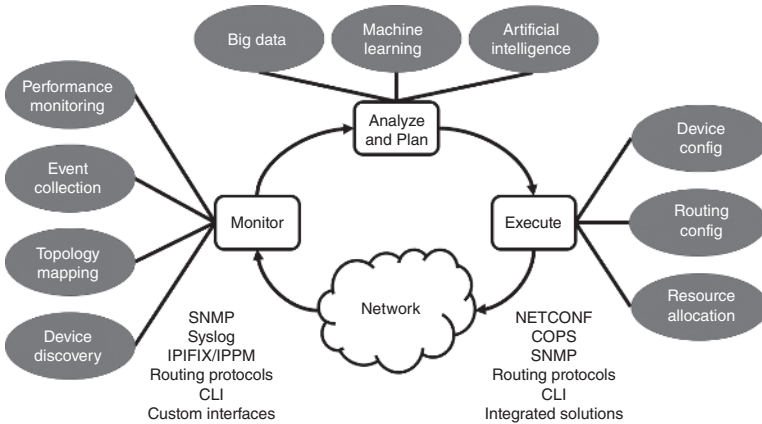 Big data
Machine
learning
Artificial
intelligence
Performance
monitoring
Event
collection
Topology
mapping
Device
discovery
Analyze
and Plan
Monitor
Execute
Network
Device
config
Routing
config
Resource
allocation
SNMP
Syslog
IPIFIX/IPPM
Routing protocols
CLI
Custom interfaces
NETCONF
COPS
SNMP
Routing protocols
CLI
Integrated solutions